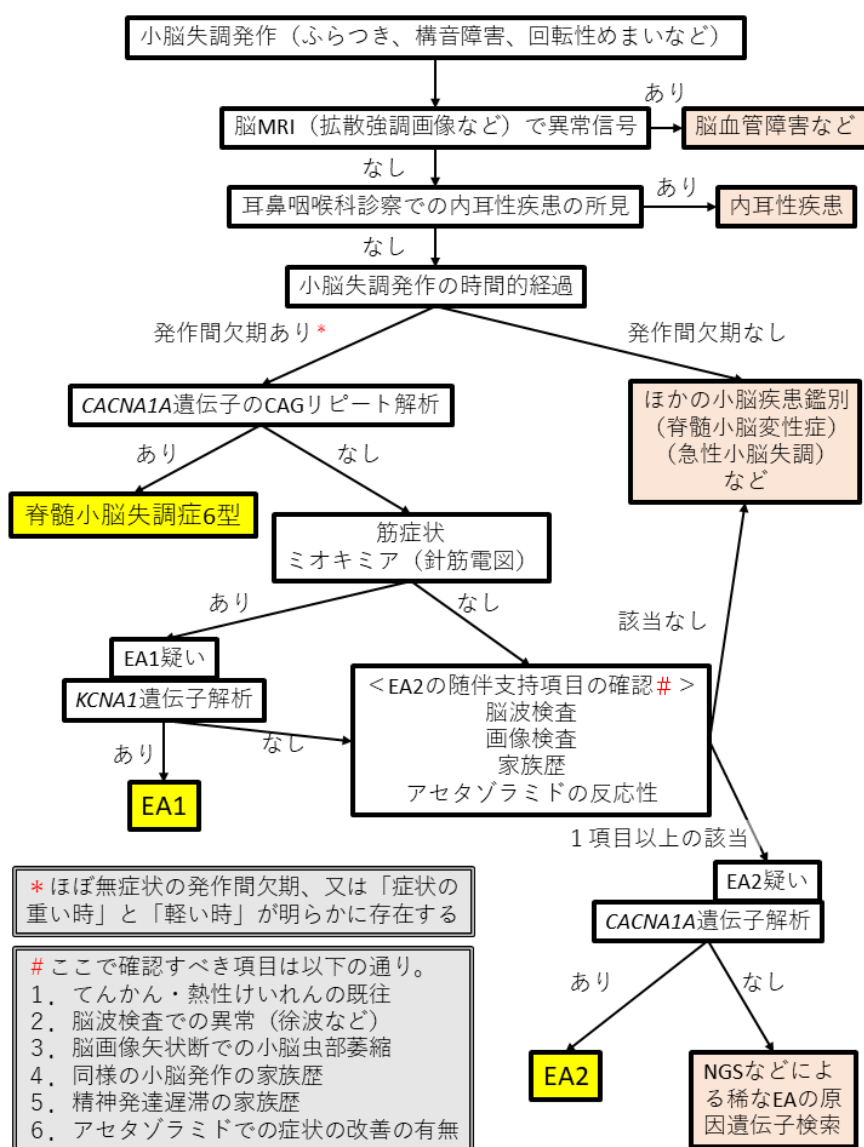 小脳失調発作（ふらつき、構音障害、回転性めまいなど）
あり
脳MRI（拡散強調画像など）で異常信号
脳血管障害など
なし
あり
耳鼻咽喉科診察での内耳性疾患の所見
内耳性疾患
なし
小脳失調発作の時間的経過
発作間欠期あり*
発作間欠期なし
CACNA1A遺伝子のCAGリピート解析
ほかの小脳疾患鑑別
（脊髄小脳変性症）
（急性小脳失調）
など
あり
なし
脊髄小脳失調症6型
筋症状
ミオキミア（針筋電図）
あり
なし
該当なし
EA1疑い
KCNA1遺伝子解析
＜EA2の随伴支持項目の確認#＞
脳波検査
画像検査
家族歴
アセタゾラミドの反応性
あり
なし
EA1
1項目以上の該当
EA2疑い
CACNA1A遺伝子解析
あり
なし
EA2
NGSなどによ
る稀なEAの原
因遺伝子検索
*ほぼ無症状の発作間欠期、又は「症状の
重い時」と「軽い時」が明らかに存在する
#ここで確認すべき項目は以下の通り。
1．てんかん・熱性けいれんの既往
2．脳波検査での異常（徐波など）
3．脳画像矢状断での小脳虫部萎縮
4．同様の小脳発作の家族歴
5．精神発達遅滞の家族歴
6．アセタゾラミドでの症状の改善の有無